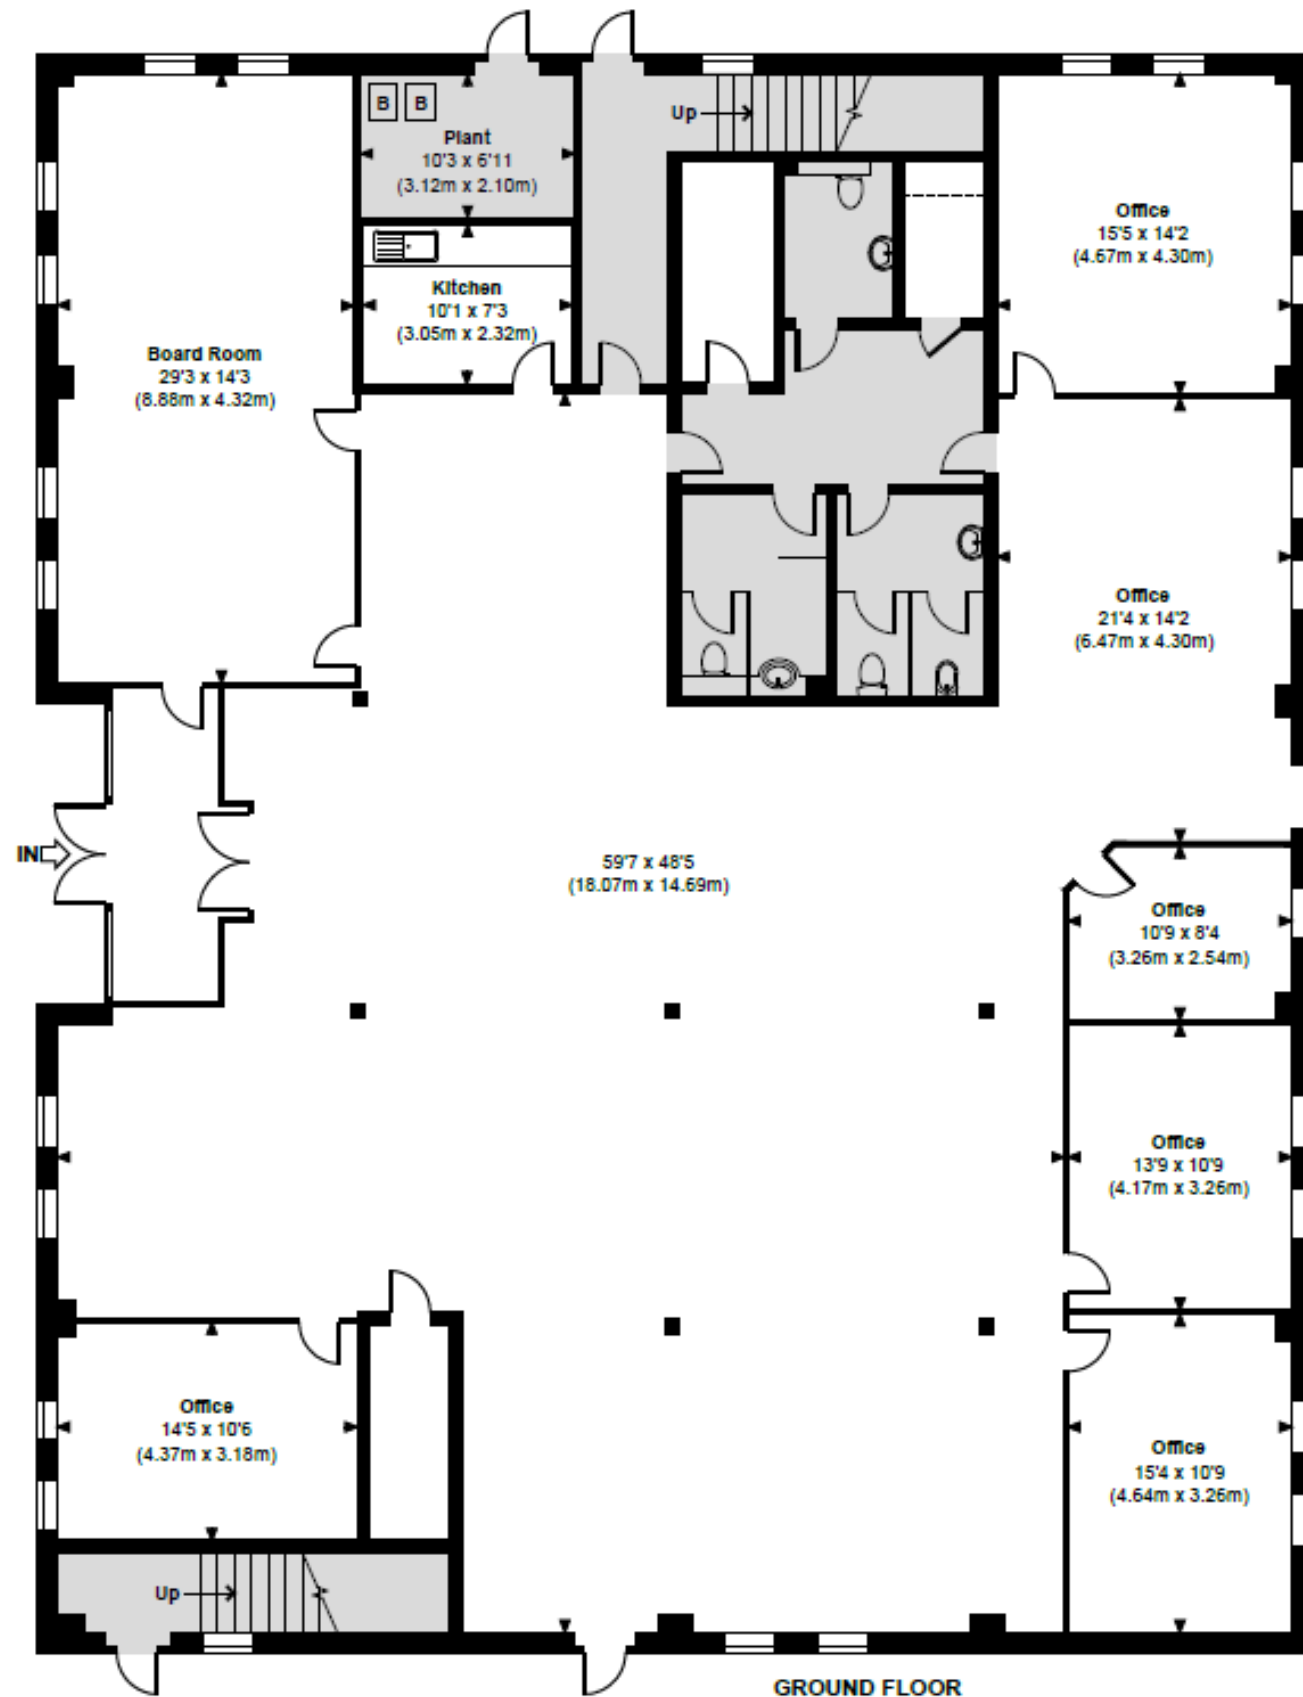 B B
Plant
10'3 x 6'11
(3.12m x 2.10m)
Up
Office
15'5 x 14'2
(4.67m x 4.30m)
Kitchen
10'1 x 7'3
(3.05m x 2.32m)
Board Room
29'3 x 14'3
(8.88m x 4.32m)
Office
21'4 x 14'2
(6.47m x 4.30m)
IN
59'7 x 48'5
(18.07m x 14.69m)
Office
10'9 x 8'4
(3.26m x 2.54m)
Office
13'9 x 10'9
(4.17m x 3.26m)
Office
14'5 x 10'6
(4.37m x 3.18m)
Office
15'4 x 10'9
(4.64m x 3.26m)
Up
GROUND FLOOR